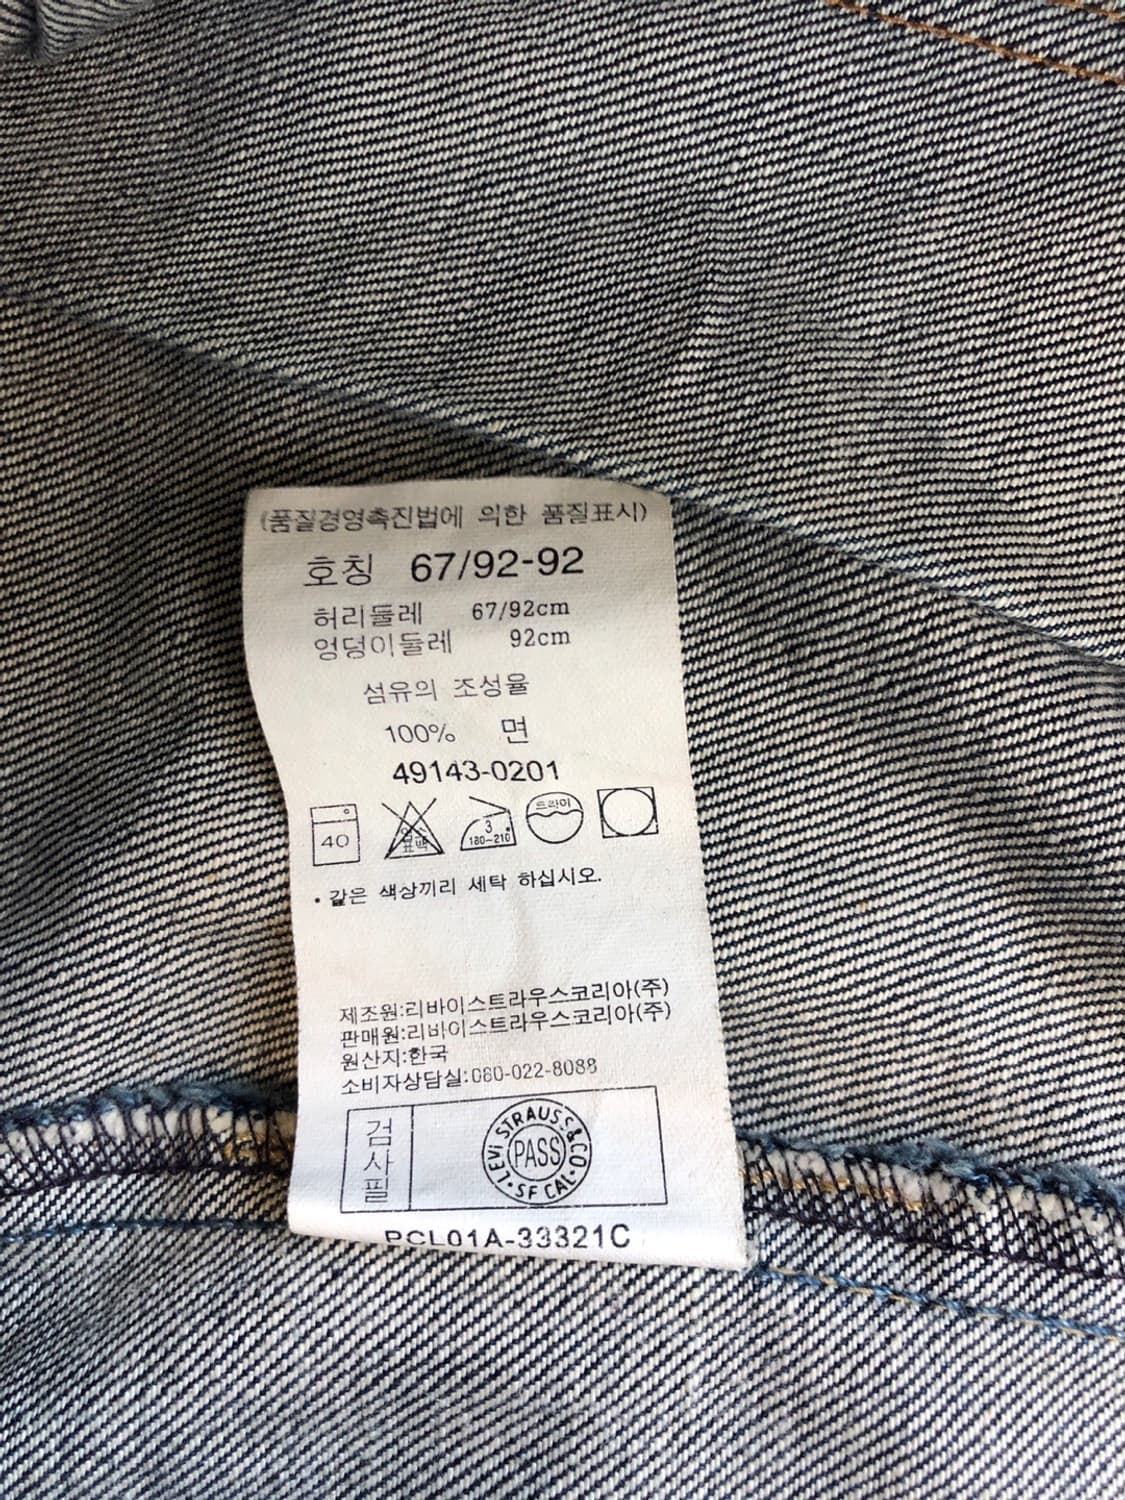 (품질경영촉진법에 의한 품질표시)
호칭 67/92-92
허리둘레 67/92cm
엉덩이둘레 92cm
섬유의 조성율
100% 면
49143-0201
40
염소
표백
3
180~210
드라이
• 같은 색상끼리 세탁 하십시오.
제조원:리바이스트라우스코리아(주)
판매원:리바이스트라우스코리아(주)
원산지:한국
소비자상담실:080-022-8088
검사필
LEVI STRAUSS & CO. SF CAL.
PASS
PCL01A-33321C